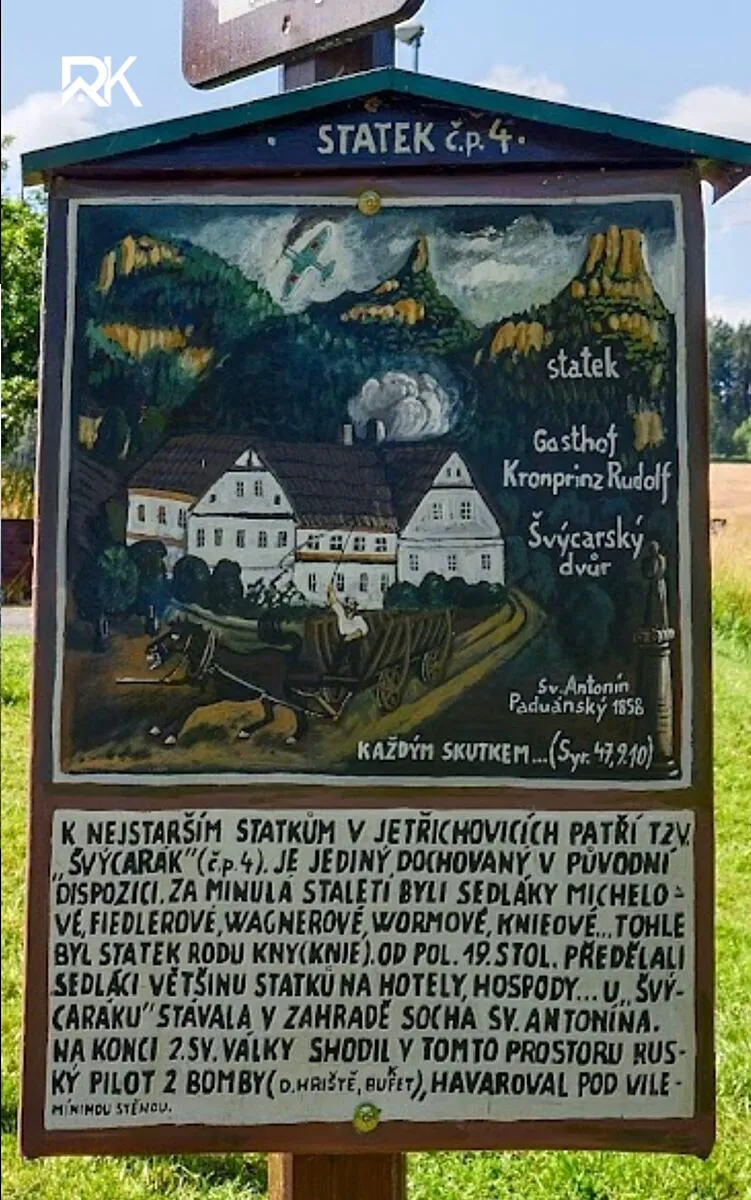 RK
STATEK č.p. 4.
statek
Gasthof
Kronprinz Rudolf
Švýcarský
dvůr
Sv. Antonín
Paduánský 1858
KAŽDÝM SKUTKEM...(Syr. 47,9.10)
K NEJSTARŠÍM STATKŮM V JETŘICHOVICÍCH PATŘÍ TZV.
„ŠVÝCARÁK" (č.p. 4). JE JEDINÝ DOCHOVANÝ V PŮVODNÍ
DISPOZICI. ZA MINULÁ STALETÍ BYLI SEDLÁKY MICHELO-
VÉ, FIEDLEROVÉ, WAGNEROVÉ, WORMOVÉ, KNIEOVÉ... TOHLE
BYL STATEK RODU KNY(KNIE). OD POL. 19. STOL. PŘEDĚLALI
SEDLÁCI VĚTŠINU STATKŮ NA HOTELY, HOSPODY... U „ŠVÝ-
CARÁKU" STÁVALA V ZAHRADĚ SOCHA SV. ANTONÍNA.
NA KONCI 2.SV. VÁLKY SHODIL V TOMTO PROSTORU RUS-
KÝ PILOT 2 BOMBY( D. HŘIŠTĚ, BUFET), HAVAROVAL POD VILE-
MÍNINOU STĚNOU.